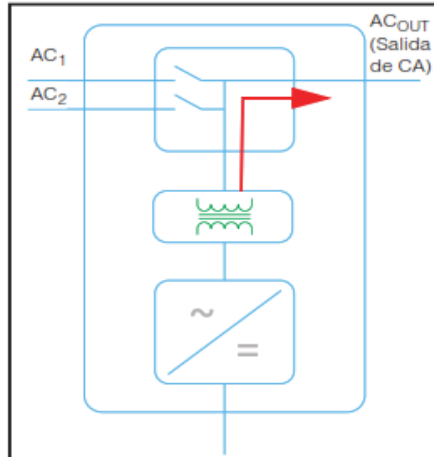 AC1
AC2
ACOUT
(Salida
de CA)
~
=